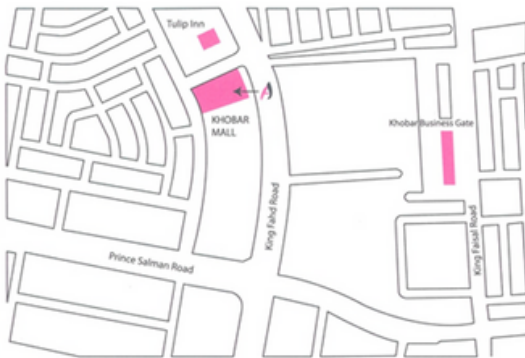 Tulip Inn
KHOBAR
MALL
Khobar Business Gate
King Fahd Road
King Faisal Road
Prince Salman Road